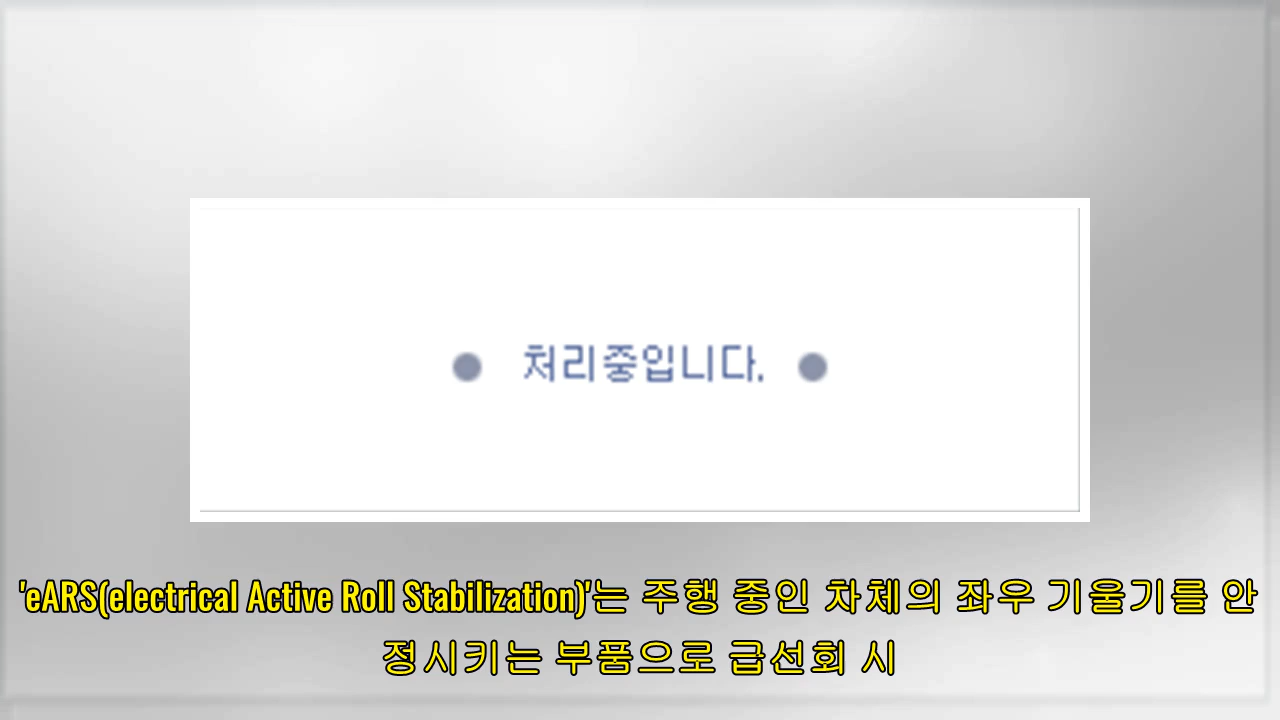 처리중입니다.
'eARS(electrical Active Roll Stabilization)'는 주행 중인 차체의 좌우 기울기를 안
정시키는 부품으로 급선회 시